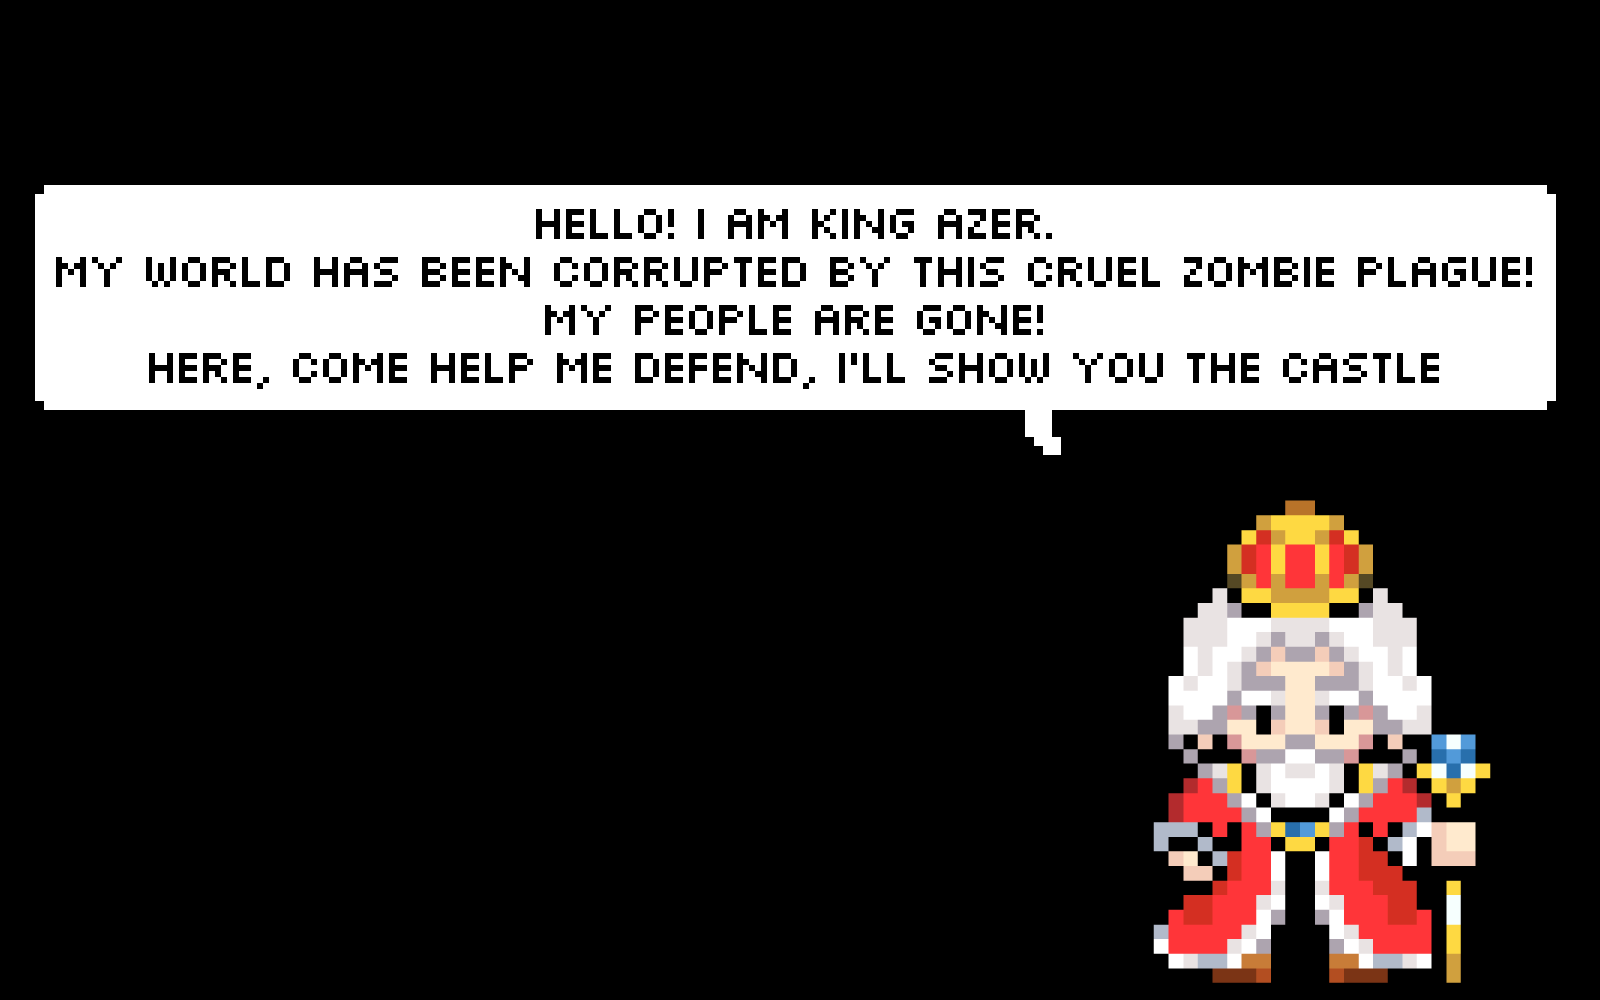 HELLO! I AM KING AZER.
MY WORLD HAS BEEN CORRUPTED BY THIS CRUEL ZOMBIE PLAGUE!
MY PEOPLE ARE GONE!
HERE, COME HELP ME DEFEND, I'LL SHOW YOU THE CASTLE